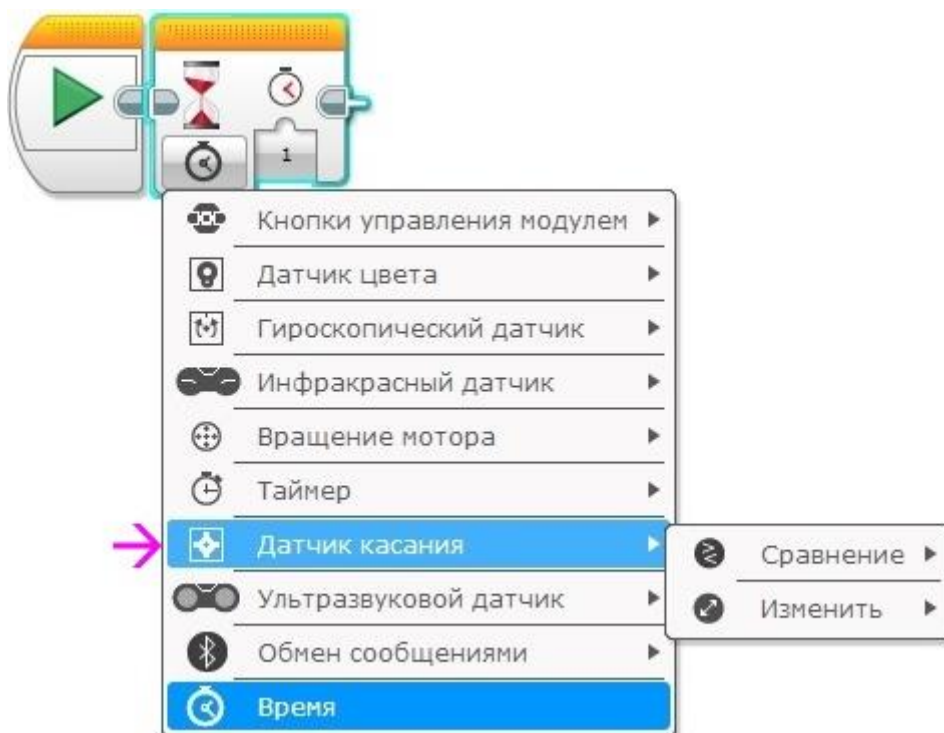 1
Кнопки управления модулем
Датчик цвета
Гироскопический датчик
Инфракрасный датчик
Вращение мотора
Таймер
Датчик касания
Сравнение
Ультразвуковой датчик
Изменить
Обмен сообщениями
Время